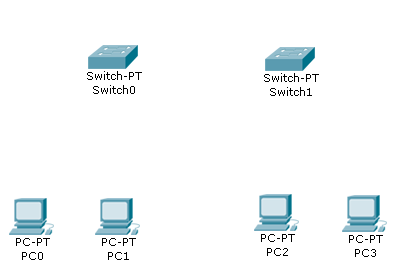 Switch-PT
Switch0
Switch-PT
Switch1
PC-PT
PC0
PC-PT
PC1
PC-PT
PC2
PC-PT
PC3